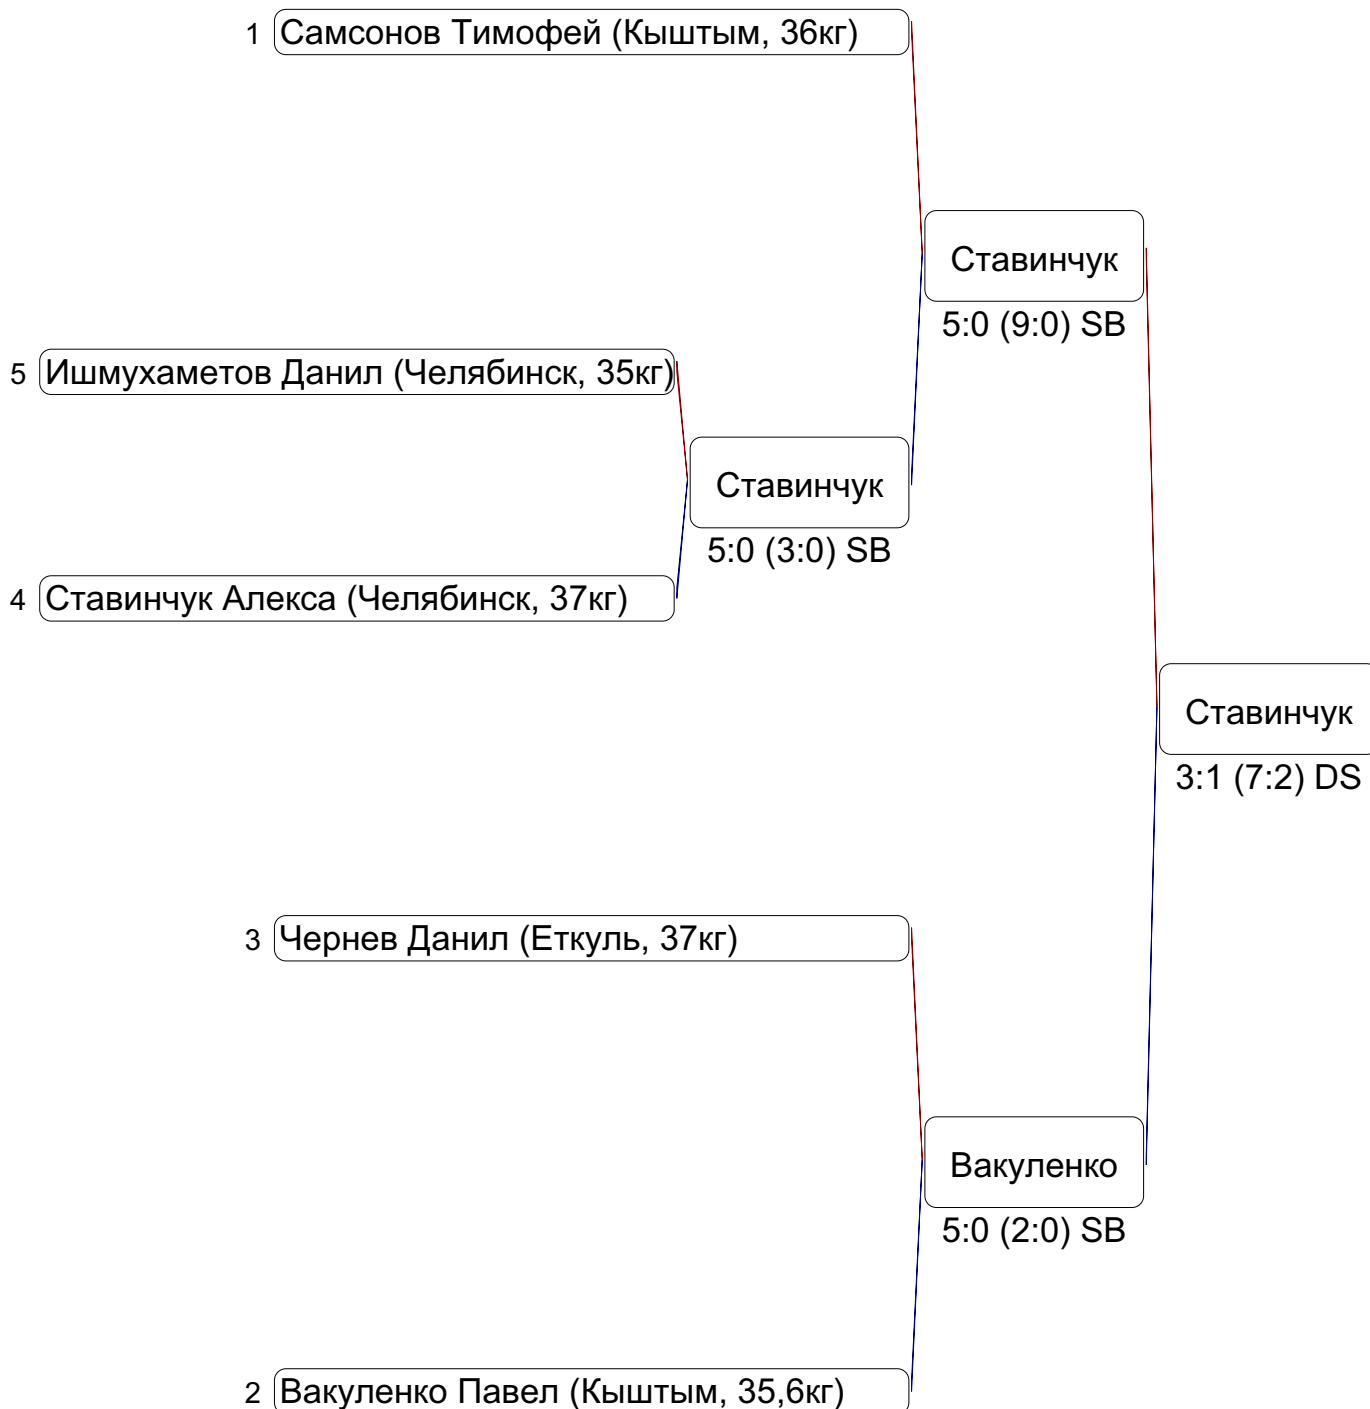 1 Самсонов Тимофей (Кыштым, 36кг)
Ставинчук
5:0 (9:0) SB
5 Ишмухаметов Данил (Челябинск, 35кг)
Ставинчук
5:0 (3:0) SB
4 Ставинчук Алекса (Челябинск, 37кг)
Ставинчук
3:1 (7:2) DS
3 Чернев Данил (Еткуль, 37кг)
Вакуленко
5:0 (2:0) SB
2 Вакуленко Павел (Кыштым, 35,6кг)